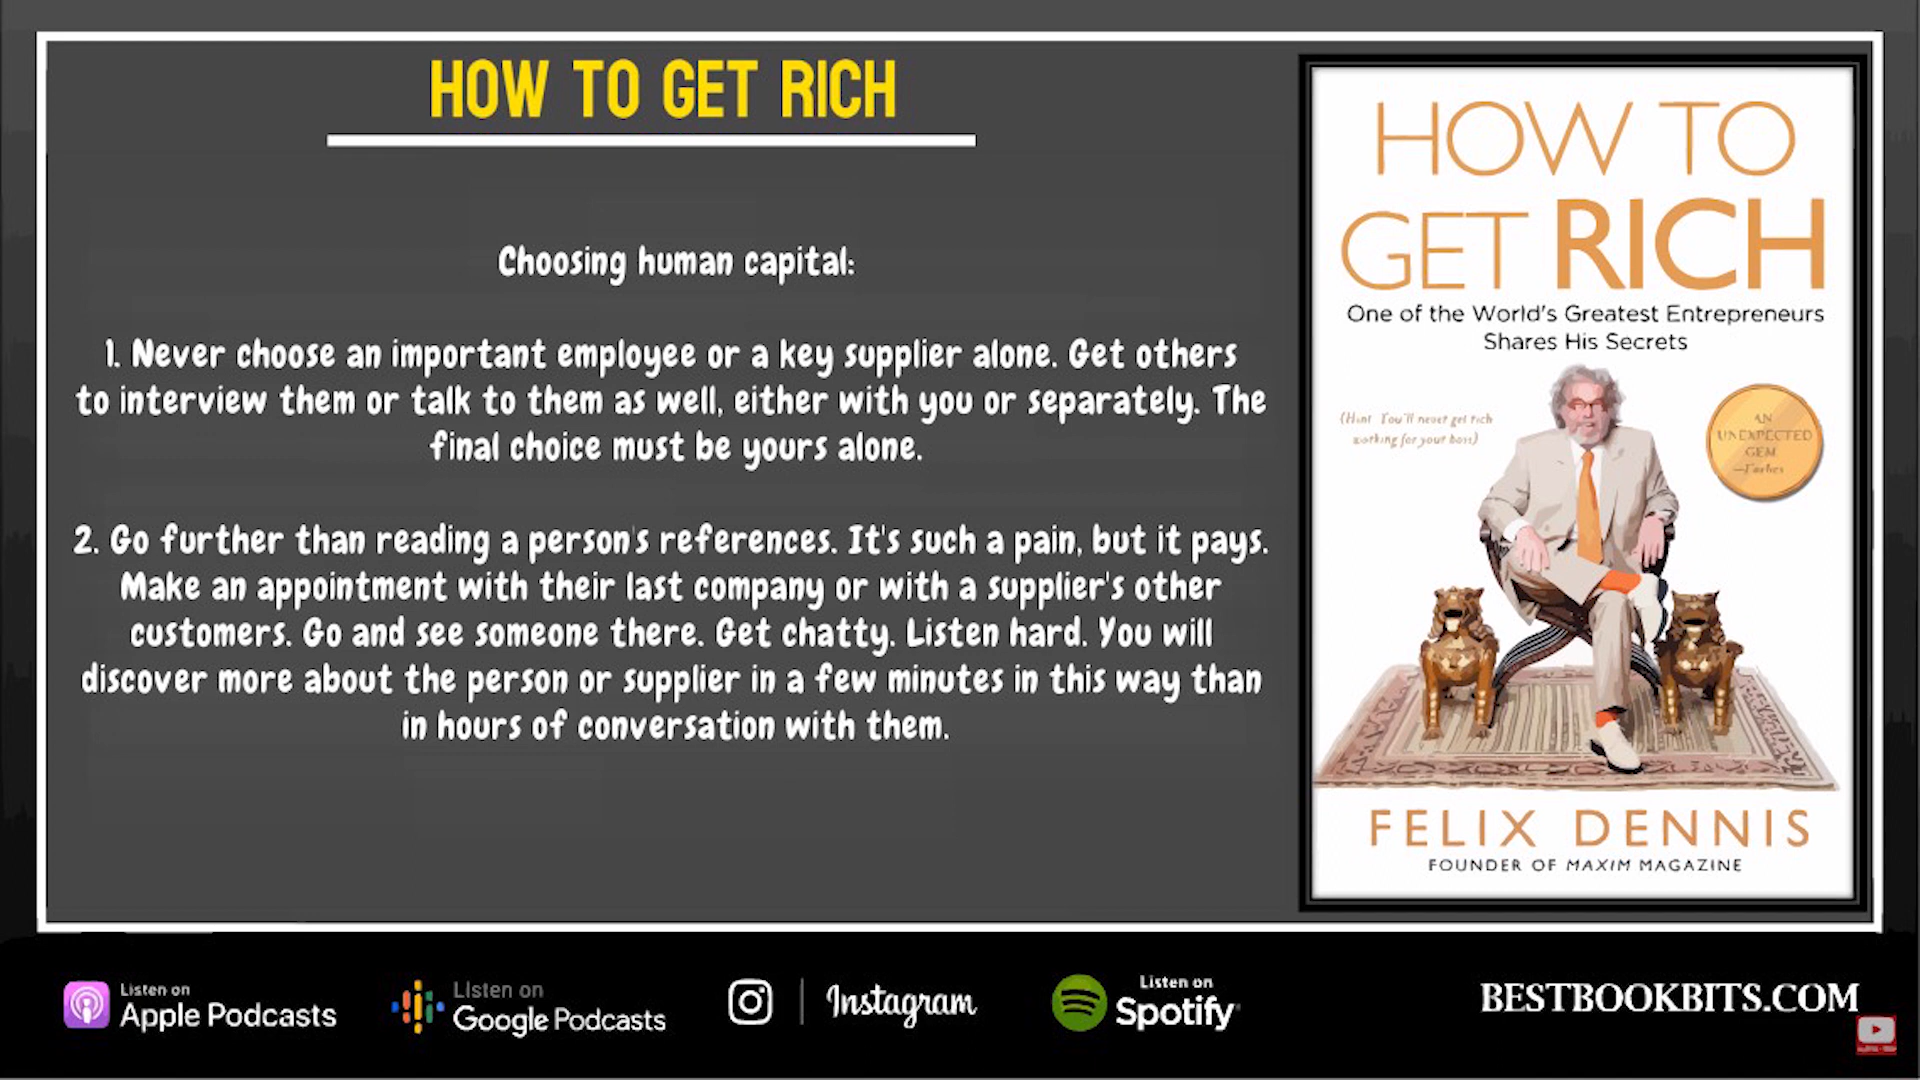 HOW TO GET RICH
Choosing human capital:
1. Never choose an important employee or a key supplier alone. Get others
to interview them or talk to them as well, either with you or separately. The
final choice must be yours alone.
2. Go further than reading a person's references. It's such a pain, but it pays.
Make an appointment with their last company or with a supplier's other
customers. Go and see someone there. Get chatty. Listen hard. You will
discover more about the person or supplier in a few minutes in this way than
in hours of conversation with them.
HOW TO
GET RICH
One of the World's Greatest Entrepreneurs
Shares His Secrets
(Hint You'll never get rich
working for your boss)
AN
UNEXPECTED
GEM
—Forbes
FELIX DENNIS
FOUNDER OF MAXIM MAGAZINE
Listen on
Apple Podcasts
Listen on
Google Podcasts
Instagram
Listen on
Spotify
BESTBOOKBITS.COM